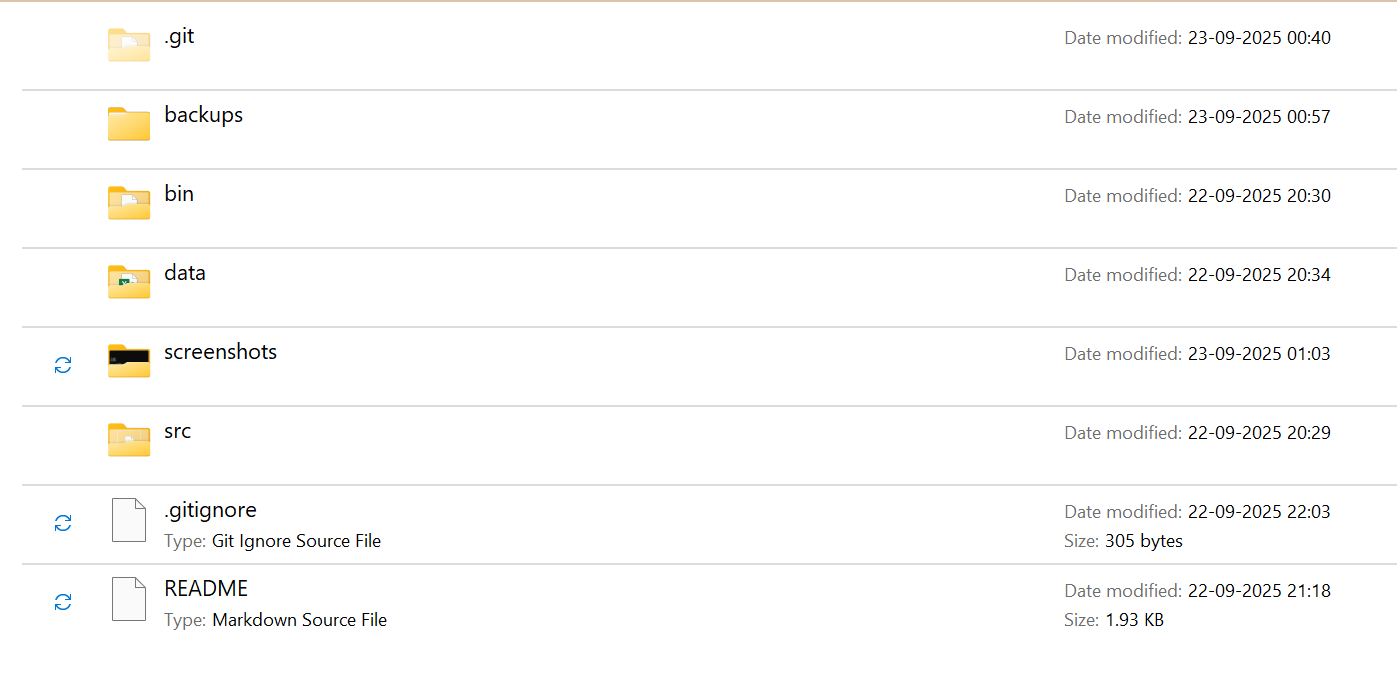 .git Date modified: 23-09-2025 00:40
backups Date modified: 23-09-2025 00:57
bin Date modified: 22-09-2025 20:30
data Date modified: 22-09-2025 20:34
screenshots Date modified: 23-09-2025 01:03
src Date modified: 22-09-2025 20:29
.gitignore Date modified: 22-09-2025 22:03
Type: Git Ignore Source File Size: 305 bytes
README Date modified: 22-09-2025 21:18
Type: Markdown Source File Size: 1.93 KB